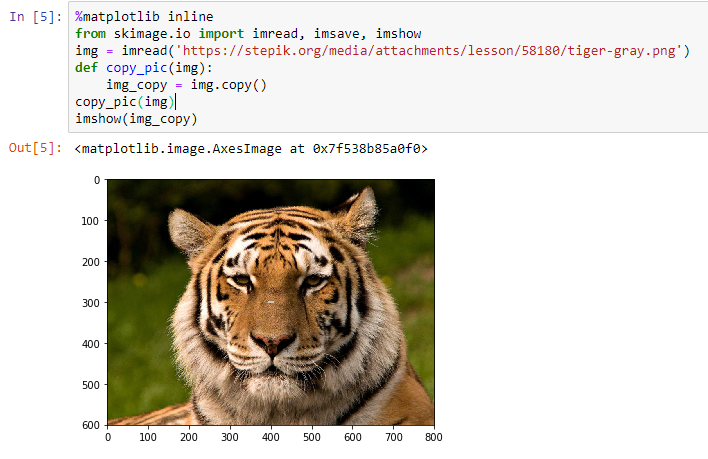 In [5]: %matplotlib inline
from skimage.io import imread, imsave, imshow
img = imread('https://stepik.org/media/attachments/lesson/58180/tiger-gray.png')
def copy_pic(img):
    img_copy = img.copy()
copy_pic(img)
imshow(img_copy)
Out[5]: <matplotlib.image.AxesImage at 0x7f538b85a0f0>
0
100
200
300
400
500
600
0 100 200 300 400 500 600 700 800